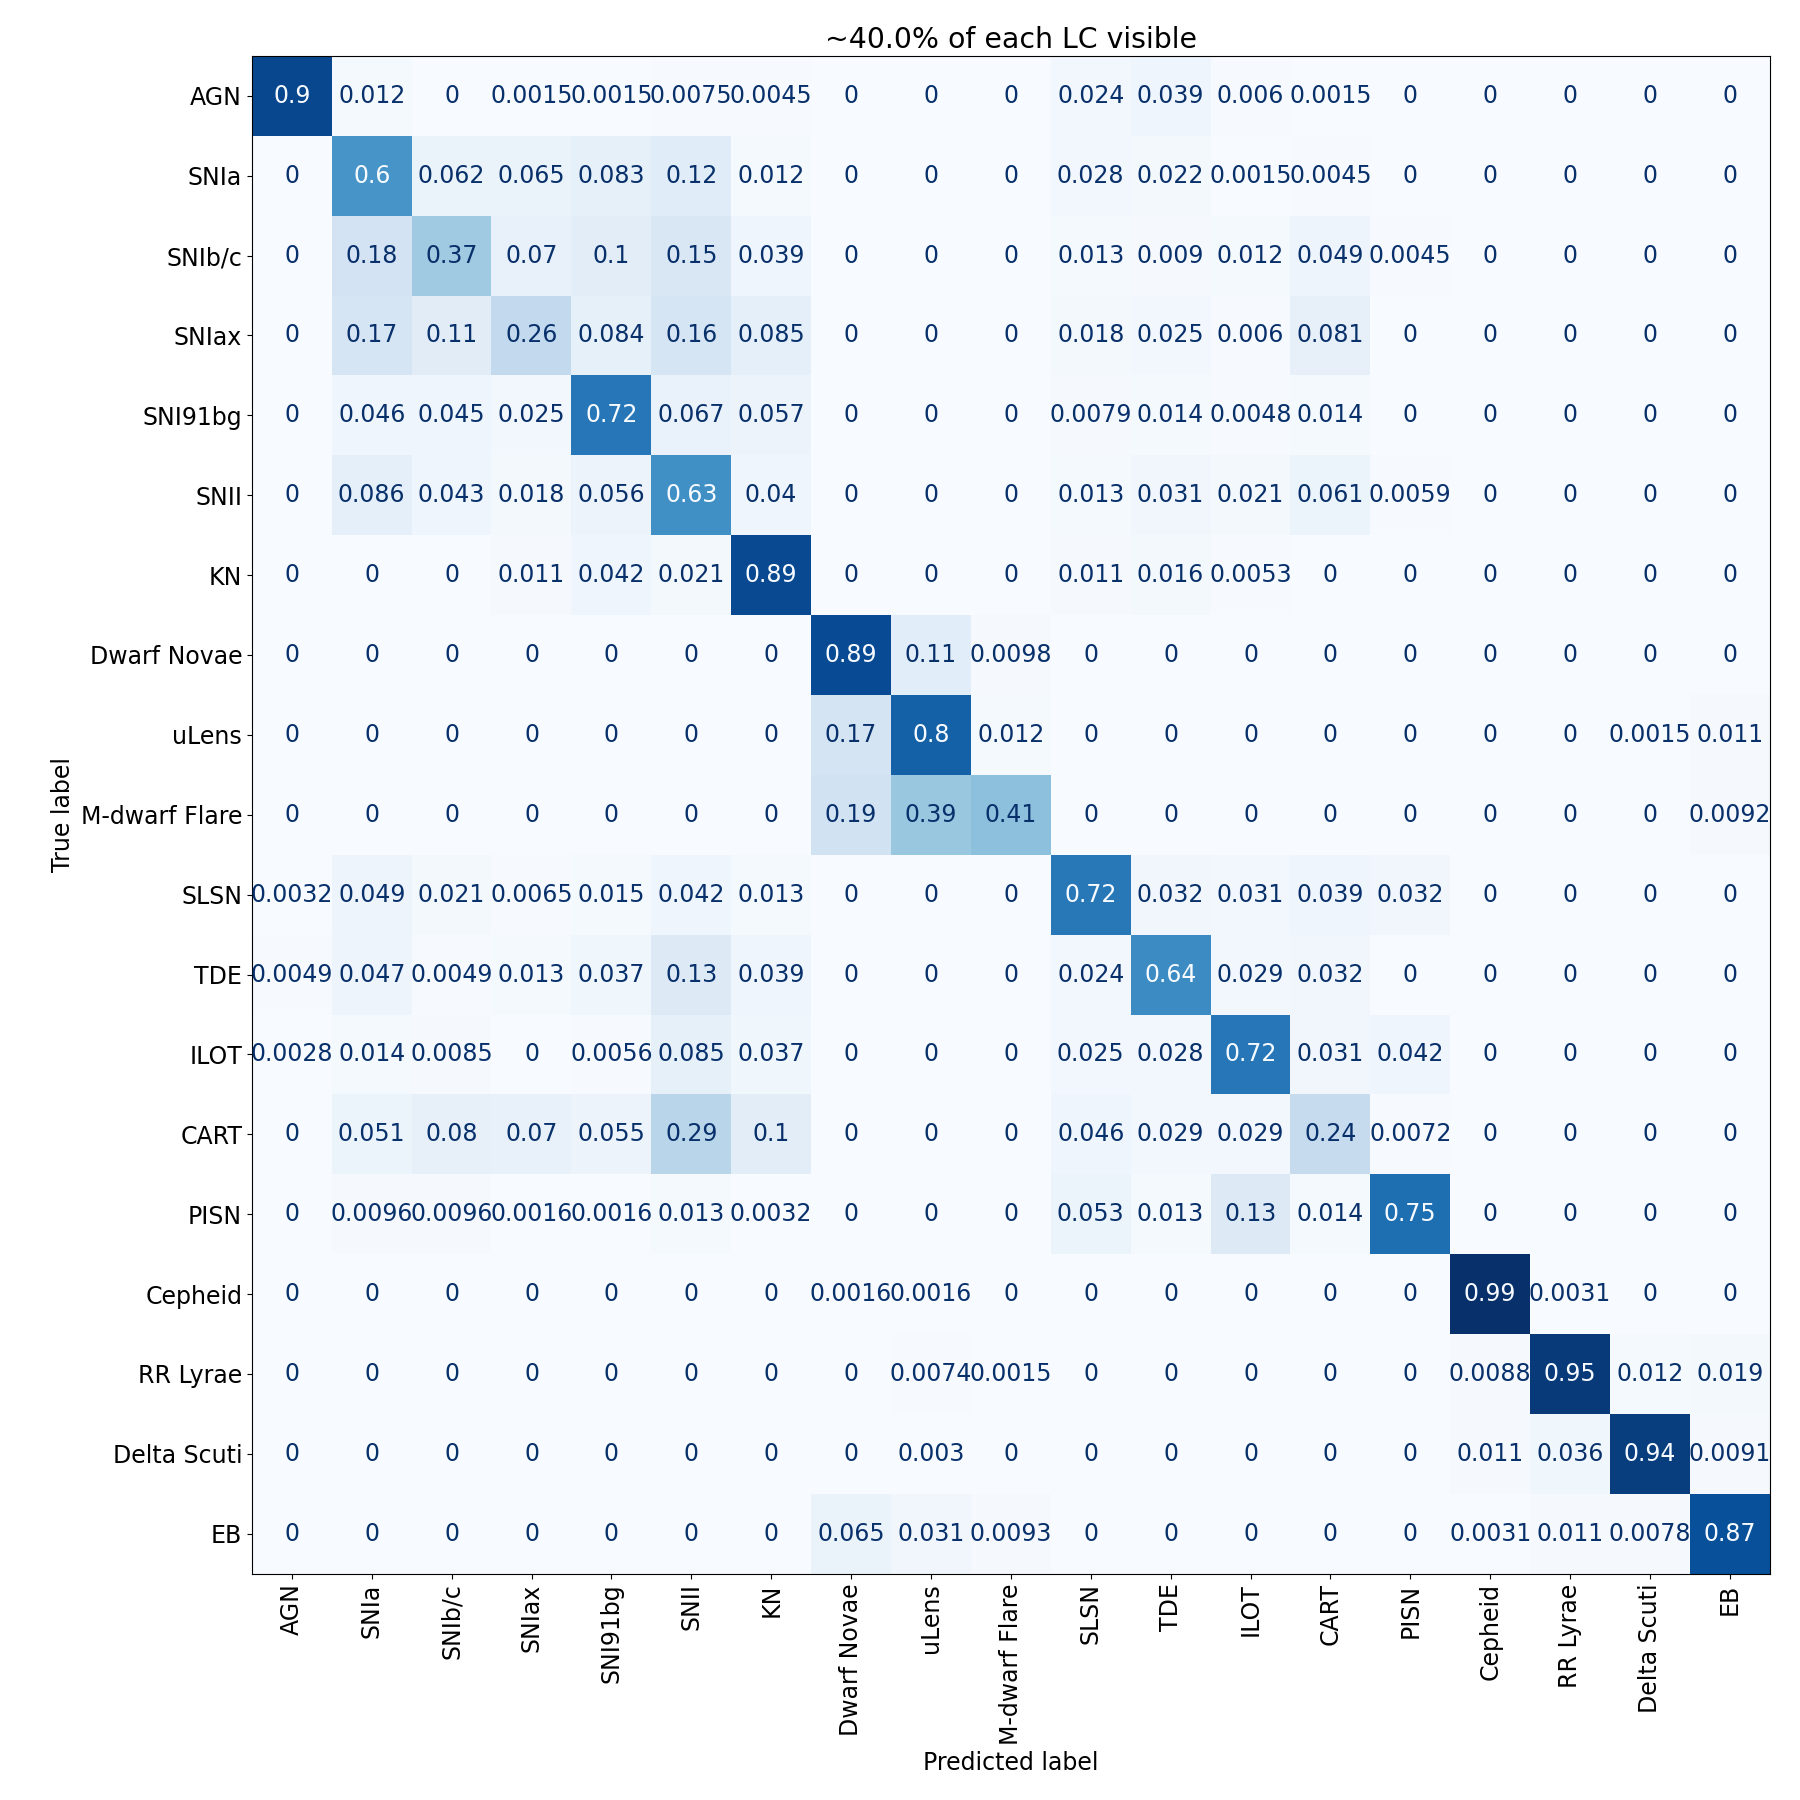 ~40.0% of each LC visible
AGN 0.9 0.012 0 0.0015 0.0015 0.0075 0.0045 0 0 0 0.024 0.039 0.006 0.0015 0 0 0 0 0
SNIa 0 0.6 0.062 0.065 0.083 0.12 0.012 0 0 0 0.028 0.022 0.0015 0.0045 0 0 0 0 0
SNIb/c 0 0.18 0.37 0.07 0.1 0.15 0.039 0 0 0 0.013 0.009 0.012 0.049 0.0045 0 0 0 0
SNIax 0 0.17 0.11 0.26 0.084 0.16 0.085 0 0 0 0.018 0.025 0.006 0.081 0 0 0 0 0
SNI91bg 0 0.046 0.045 0.025 0.72 0.067 0.057 0 0 0 0.0079 0.014 0.0048 0.014 0 0 0 0 0
SNII 0 0.086 0.043 0.018 0.056 0.63 0.04 0 0 0 0.013 0.031 0.021 0.061 0.0059 0 0 0 0
KN 0 0 0 0.011 0.042 0.021 0.89 0 0 0 0.011 0.016 0.0053 0 0 0 0 0 0
Dwarf Novae 0 0 0 0 0 0 0 0.89 0.11 0.0098 0 0 0 0 0 0 0 0 0
uLens 0 0 0 0 0 0 0 0.17 0.8 0.012 0 0 0 0 0 0 0 0.0015 0.011
M-dwarf Flare 0 0 0 0 0 0 0 0.19 0.39 0.41 0 0 0 0 0 0 0 0 0.0092
SLSN 0.0032 0.049 0.021 0.0065 0.015 0.042 0.013 0 0 0 0.72 0.032 0.031 0.039 0.032 0 0 0 0
TDE 0.0049 0.047 0.0049 0.013 0.037 0.13 0.039 0 0 0 0.024 0.64 0.029 0.032 0 0 0 0 0
ILOT 0.0028 0.014 0.0085 0 0.0056 0.085 0.037 0 0 0 0.025 0.028 0.72 0.031 0.042 0 0 0 0
CART 0 0.051 0.08 0.07 0.055 0.29 0.1 0 0 0 0.046 0.029 0.029 0.24 0.0072 0 0 0 0
PISN 0 0.0096 0.0096 0.0016 0.0016 0.013 0.0032 0 0 0 0.053 0.013 0.13 0.014 0.75 0 0 0 0
Cepheid 0 0 0 0 0 0 0 0.0016 0.0016 0 0 0 0 0 0 0.99 0.0031 0 0
RR Lyrae 0 0 0 0 0 0 0 0 0.0074 0.0015 0 0 0 0 0 0.0088 0.95 0.012 0.019
Delta Scuti 0 0 0 0 0 0 0 0 0.003 0 0 0 0 0 0 0.011 0.036 0.94 0.0091
EB 0 0 0 0 0 0 0 0.065 0.031 0.0093 0 0 0 0 0 0.0031 0.011 0.0078 0.87
True label
AGN SNIa SNIb/c SNIax SNI91bg SNII KN Dwarf Novae uLens M-dwarf Flare SLSN TDE ILOT CART PISN Cepheid RR Lyrae Delta Scuti EB
Predicted label